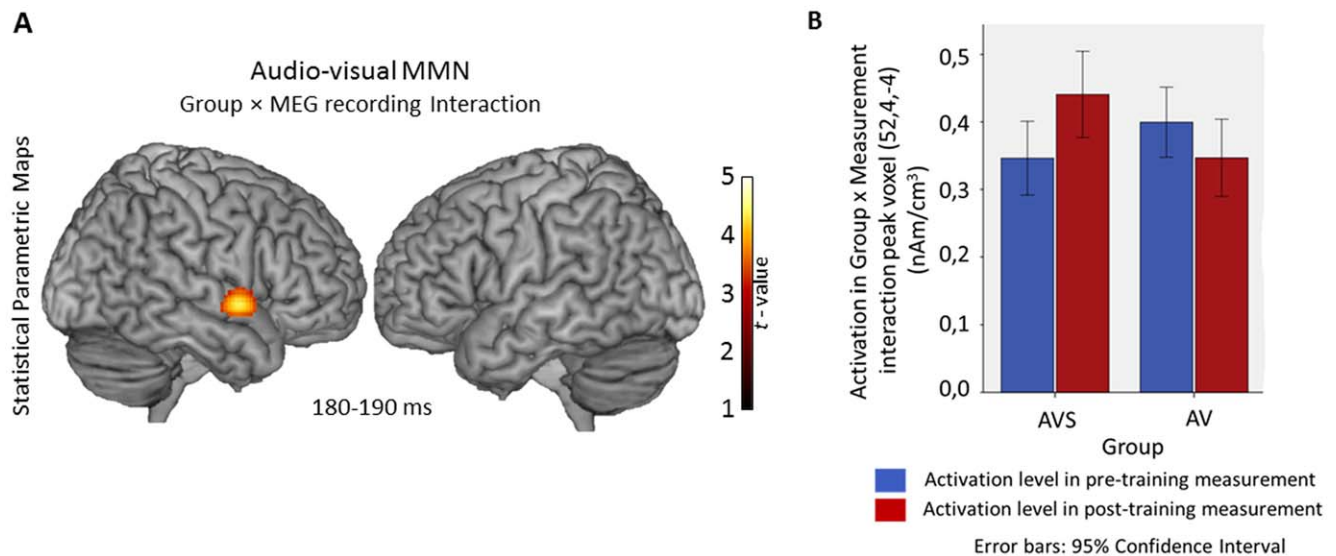 A
Audio-visual MMN
Group × MEG recording Interaction
Statistical Parametric Maps
180-190 ms
5
4
3
2
1
t - value
B
Activation in Group x Measurement
interaction peak voxel (52,4,-4)
(nAm/cm³)
0,5
0,4
0,3
0,2
0,1
0,0
AVS
AV
Group
Activation level in pre-training measurement
Activation level in post-training measurement
Error bars: 95% Confidence Interval